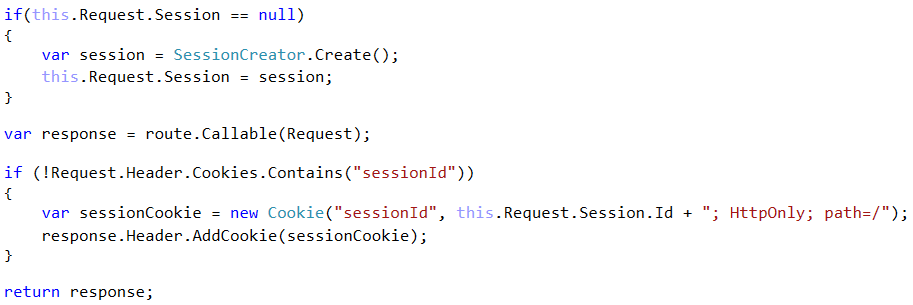 if(this.Request.Session == null)
{
    var session = SessionCreator.Create();
    this.Request.Session = session;
}
var response = route.Callable(Request);
if (!Request.Header.Cookies.Contains("sessionId"))
{
    var sessionCookie = new Cookie("sessionId", this.Request.Session.Id + "; HttpOnly; path=/");
    response.Header.AddCookie(sessionCookie);
}
return response;